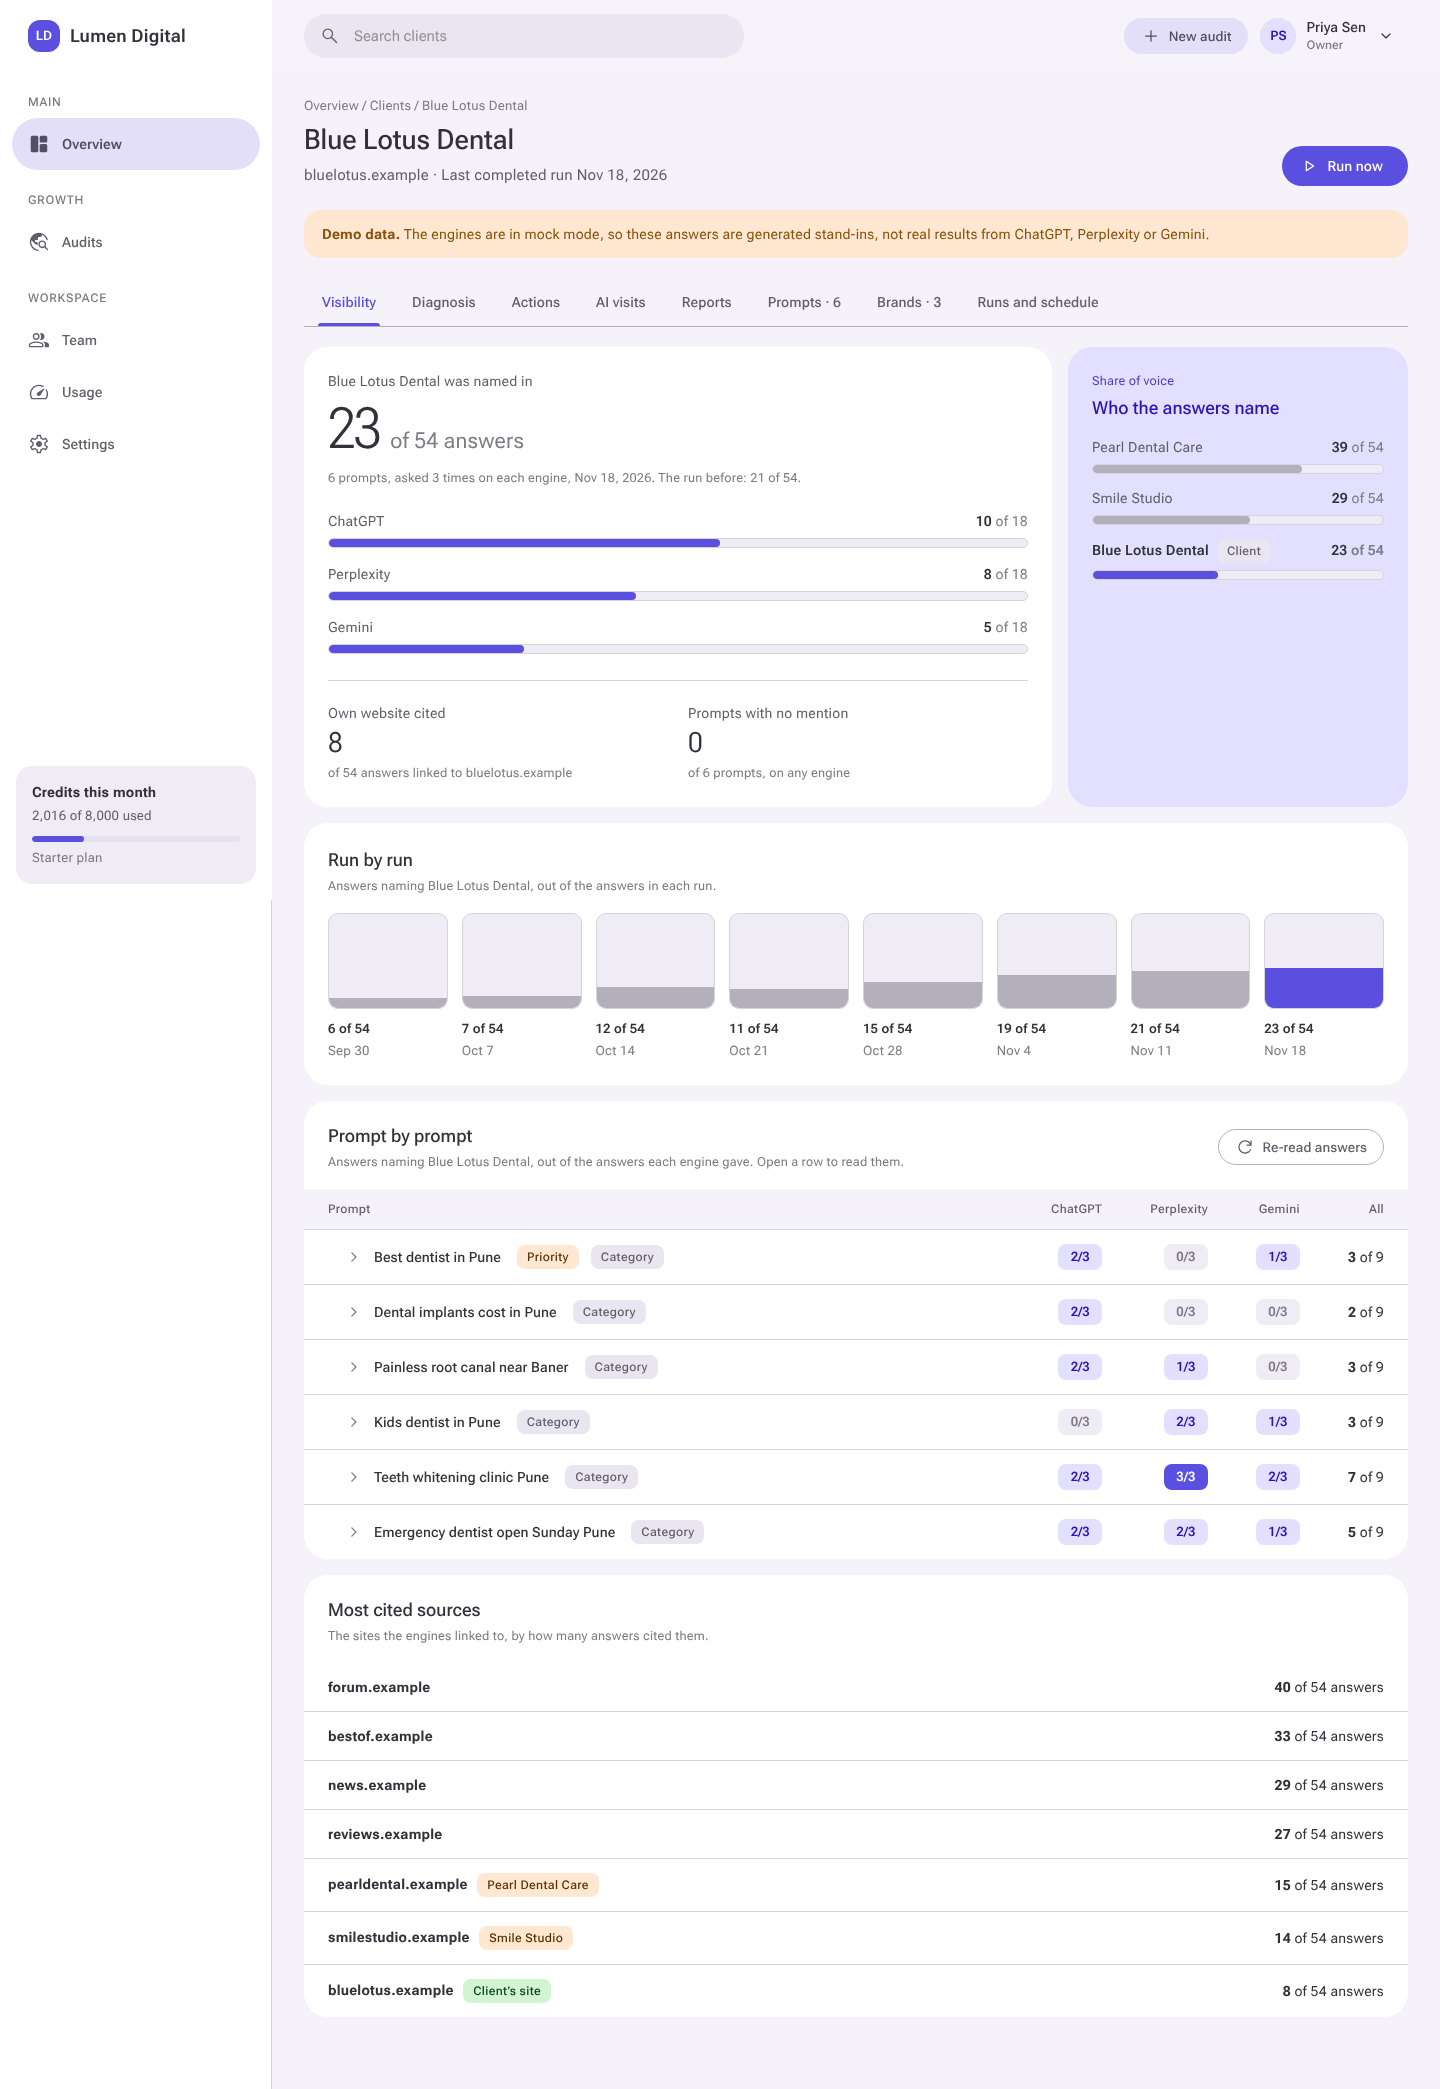 LD Lumen Digital
Search clients
New audit
PS
Priya Sen
Owner
MAIN
Overview
GROWTH
Audits
WORKSPACE
Team
Usage
Settings
Credits this month
2,016 of 8,000 used
Starter plan
Overview / Clients / Blue Lotus Dental
Blue Lotus Dental
bluelotus.example · Last completed run Nov 18, 2026
Run now
Demo data. The engines are in mock mode, so these answers are generated stand-ins, not real results from ChatGPT, Perplexity or Gemini.
Visibility Diagnosis Actions AI visits Reports Prompts · 6 Brands · 3 Runs and schedule
Blue Lotus Dental was named in
23 of 54 answers
6 prompts, asked 3 times on each engine, Nov 18, 2026. The run before: 21 of 54.
ChatGPT 10 of 18
Perplexity 8 of 18
Gemini 5 of 18
Own website cited
8
of 54 answers linked to bluelotus.example
Prompts with no mention
0
of 6 prompts, on any engine
Share of voice
Who the answers name
Pearl Dental Care 39 of 54
Smile Studio 29 of 54
Blue Lotus Dental Client 23 of 54
Run by run
Answers naming Blue Lotus Dental, out of the answers in each run.
6 of 54 7 of 54 12 of 54 11 of 54 15 of 54 19 of 54 21 of 54 23 of 54
Sep 30 Oct 7 Oct 14 Oct 21 Oct 28 Nov 4 Nov 11 Nov 18
Prompt by prompt
Answers naming Blue Lotus Dental, out of the answers each engine gave. Open a row to read them.
Re-read answers
Prompt ChatGPT Perplexity Gemini All
Best dentist in Pune Priority Category 2/3 0/3 1/3 3 of 9
Dental implants cost in Pune Category 2/3 0/3 0/3 2 of 9
Painless root canal near Baner Category 2/3 1/3 0/3 3 of 9
Kids dentist in Pune Category 0/3 2/3 1/3 3 of 9
Teeth whitening clinic Pune Category 2/3 3/3 2/3 7 of 9
Emergency dentist open Sunday Pune Category 2/3 2/3 1/3 5 of 9
Most cited sources
The sites the engines linked to, by how many answers cited them.
forum.example 40 of 54 answers
bestof.example 33 of 54 answers
news.example 29 of 54 answers
reviews.example 27 of 54 answers
pearldental.example Pearl Dental Care 15 of 54 answers
smilestudio.example Smile Studio 14 of 54 answers
bluelotus.example Client's site 8 of 54 answers